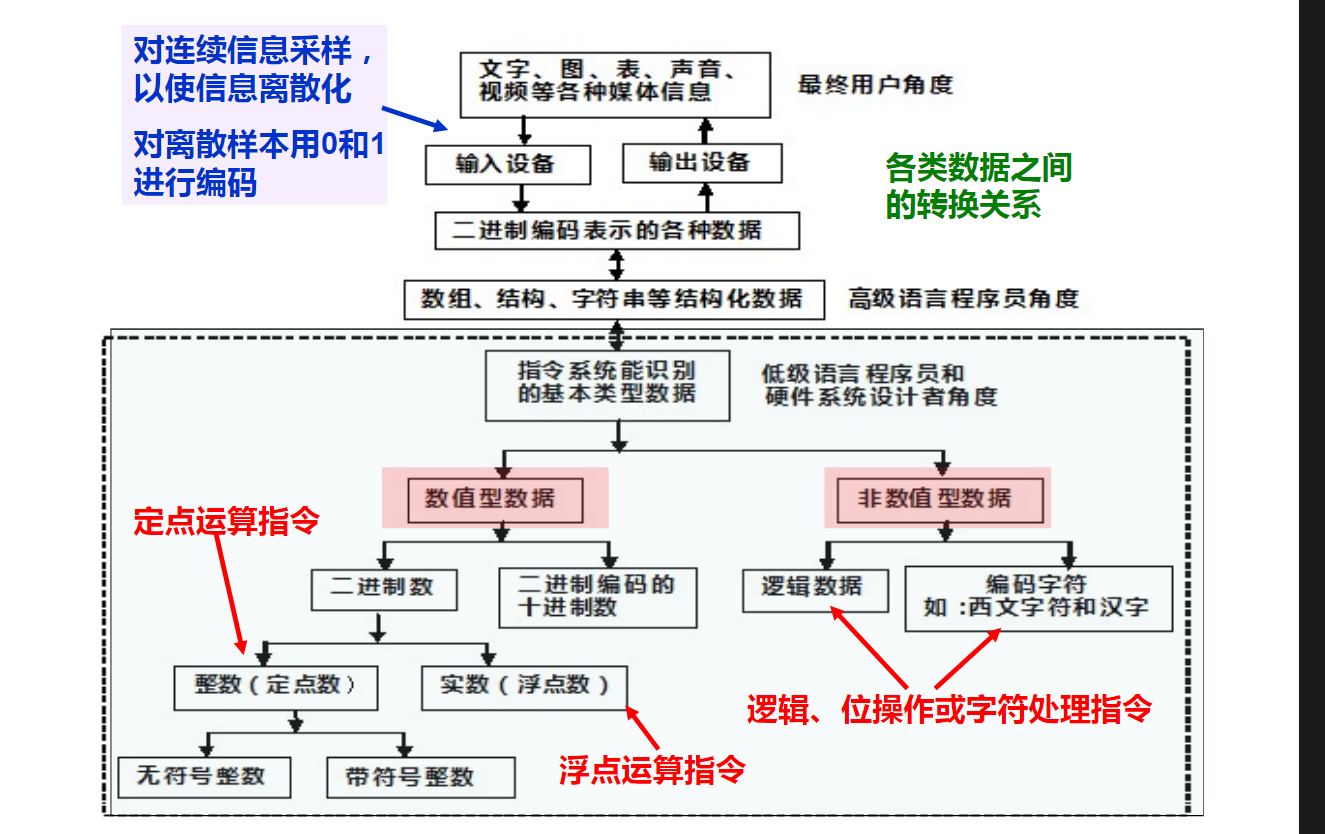 对连续信息采样，
以使信息离散化
对离散样本用0和1
进行编码
文字、图、表、声音、
视频等各种媒体信息
最终用户角度
输入设备
输出设备
各类数据之间
的转换关系
二进制编码表示的各种数据
数组、结构、字符串等结构化数据
高级语言程序员角度
指令系统能识别
的基本类型数据
低级语言程序员和
硬件系统设计者角度
数值型数据
非数值型数据
定点运算指令
二进制数
二进制编码的
十进制数
逻辑数据
编码字符
如:西文字符和汉字
整数(定点数)
实数(浮点数)
逻辑、位操作或字符处理指令
无符号整数
带符号整数
浮点运算指令